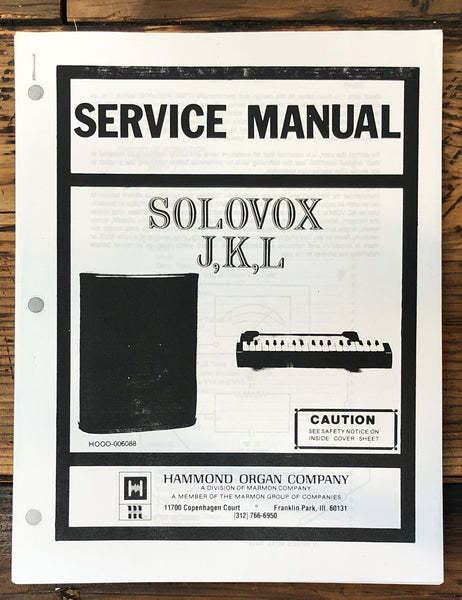 SERVICE MANUAL
SOLOVOX
J,K,L
HOOO-006088
CAUTION
SEE SAFETY NOTICE ON
INSIDE COVER SHEET
HAMMOND ORGAN COMPANY
A DIVISION OF MARMON COMPANY
A MEMBER OF THE MARMON GROUP OF COMPANIES
11700 Copenhagen Court ° Franklin Park, Ill. 60131
(312) 766-6950